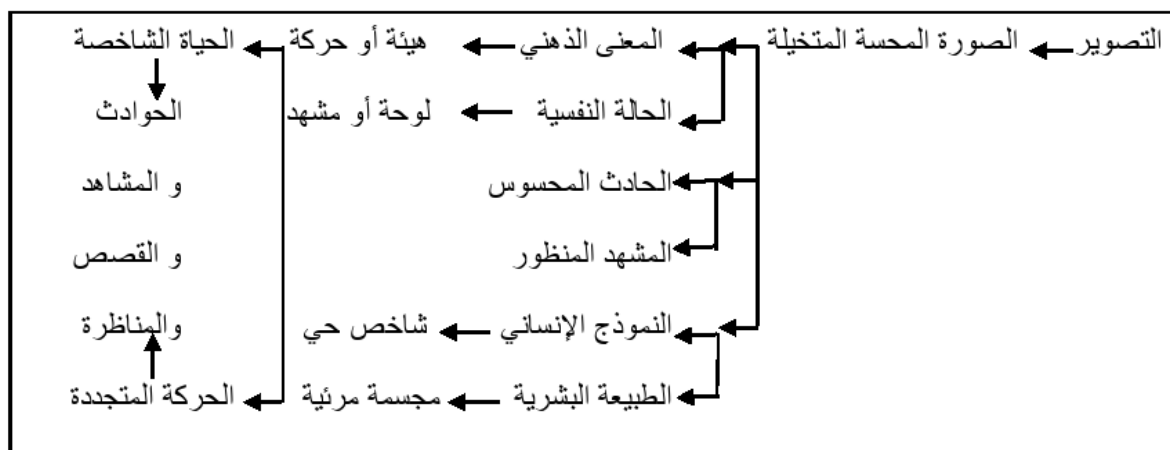 التصوير الصورة المحسة المتخيلة المعنى الذهني هيئة أو حركة الحياة الشاخصة
الحالة النفسية لوحة أو مشهد الحوادث
الحادث المحسوس و المشاهد
المشهد المنظور و القصص
النموذج الإنساني شاخص حي والمناظرة
الطبيعة البشرية مجسمة مرئية الحركة المتجددة